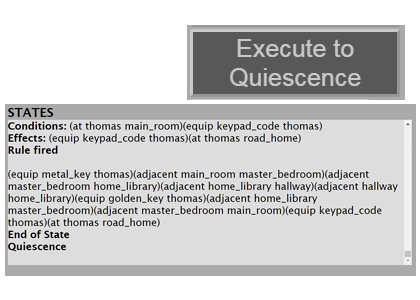 Execute to
Quiescence
STATES
Conditions: (at thomas main_room)(equip keypad_code thomas)
Effects: (equip keypad_code thomas)(at thomas road_home)
Rule fired
(equip metal_key thomas)(adjacent main_room master_bedroom)(adjacent
master_bedroom home_library)(adjacent home_library hallway)(adjacent hallway
home_library)(equip golden_key thomas)(adjacent home_library
master_bedroom)(adjacent master_bedroom main_room)(equip keypad_code
thomas)(at thomas road_home)
End of State
Quiescence